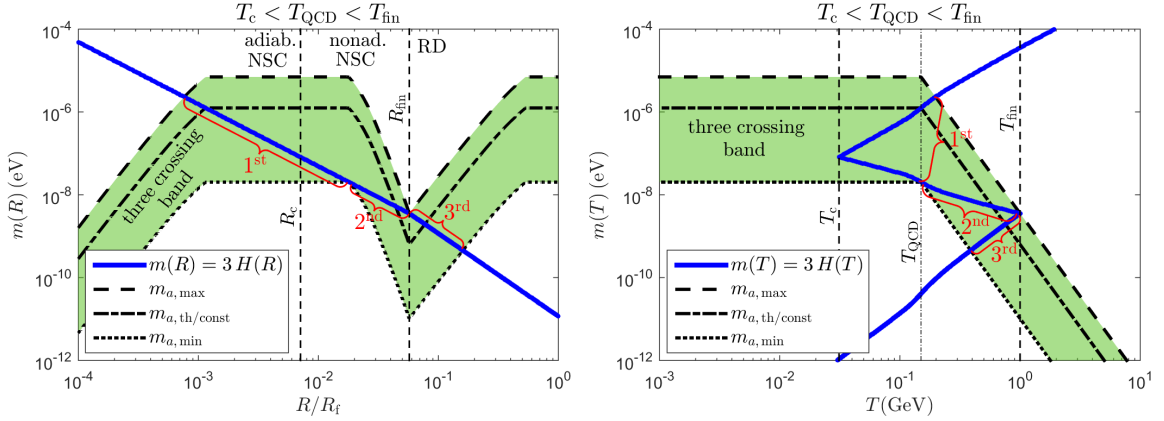 T_c < T_QCD < T_fin
adiab. NSC
nonad. NSC
RD
R_fin
three crossing band
1^st
2^nd
3^rd
R_c
m(R) = 3 H(R)
m_a,max
m_a,th/const
m_a,min
10^-4
10^-6
10^-8
10^-10
10^-12
m(R) (eV)
10^-4
10^-3
10^-2
10^-1
10^0
R/R_f
T_c < T_QCD < T_fin
three crossing
band
1^st
2^nd
3^rd
T_fin
T_c
T_QCD
m(T) = 3 H(T)
m_a,max
m_a,th/const
m_a,min
10^-4
10^-6
10^-8
10^-10
10^-12
m(T) (eV)
10^-3
10^-2
10^-1
10^0
10^1
T(GeV)